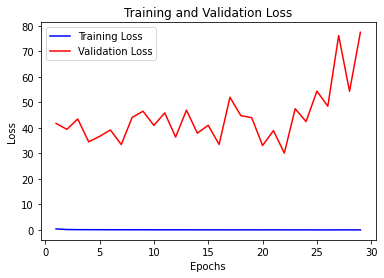 Training and Validation Loss
Training Loss
Validation Loss
80
70
60
50
40
30
20
10
0
Loss
0 5 10 15 20 25 30
Epochs